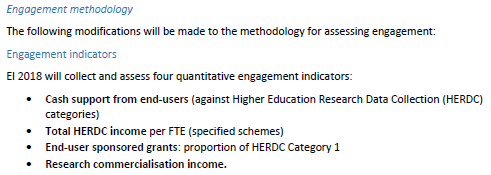 Engagement methodology
The following modifications will be made to the methodology for assessing engagement:
Engagement indicators
EI 2018 will collect and assess four quantitative engagement indicators:
• Cash support from end-users (against Higher Education Research Data Collection (HERDC)
categories)
• Total HERDC income per FTE (specified schemes)
• End-user sponsored grants: proportion of HERDC Category 1
• Research commercialisation income.